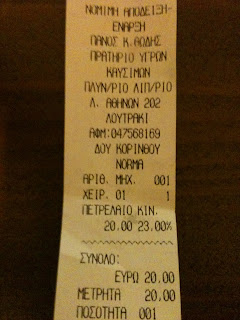 ΝΟΜΙΜΗ ΑΠΟΔΕΙΞΗ-
ΕΝΑΡΞΗ
ΠΑΝΟΣ Κ.ΘΩΔΗΣ
ΠΡΑΤΗΡΙΟ ΥΓΡΩΝ
ΚΑΥΣΙΜΩΝ
ΠΛΥΝ/ΡΙΟ ΛΙΠ/ΡΙΟ
Λ. ΑΘΗΝΩΝ 202
ΛΟΥΤΡΑΚΙ
ΑΦΜ:047568169
ΔΟΥ ΚΟΡΙΝΘΟΥ
NORMA
ΑΡΙΘ. ΜΗΧ. 001
ΧΕΙΡ. 01 1
ΠΕΤΡΕΛΑΙΟ ΚΙΝ.
20.00 23.00%
ΣΥΝΟΛΟ:
ΕΥΡΩ 20.00
ΜΕΤΡΗΤΑ 20.00
ΠΟΣΟΤΗΤΑ 001